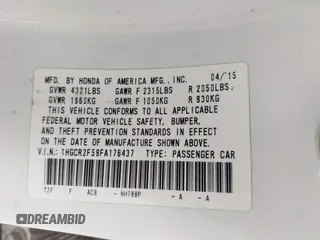 MFD. BY HONDA OF AMERICA MFG., INC. 04/15
GVWR 4321LBS GAWR F 2315LBS R 2050LBS
GVWR 1960KG GAWR F 1050KG R 930KG
THIS VEHICLE CONFORMS TO ALL APPLICABLE
FEDERAL MOTOR VEHICLE SAFETY, BUMPER,
AND THEFT PREVENTION STANDARDS IN EFFECT
ON THE DATE OF MANUFACTURE SHOWN ABOVE.
V.I.N.: 1HGCR2F59FA176437 TYPE: PASSENGER CAR
T2F F AC8 - NH788P - A - C -
DREAMBID